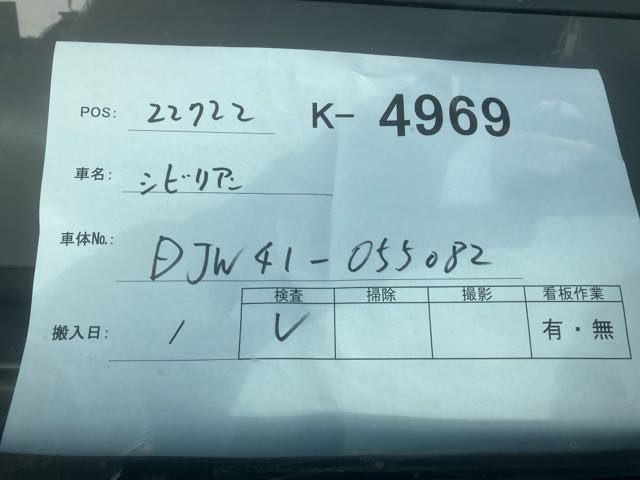 POS: 22722 K- 4969
車名: シビリアン
車体No.: DJW41-055082
検査 掃除 撮影 看板作業
搬入日: / レ 有・無